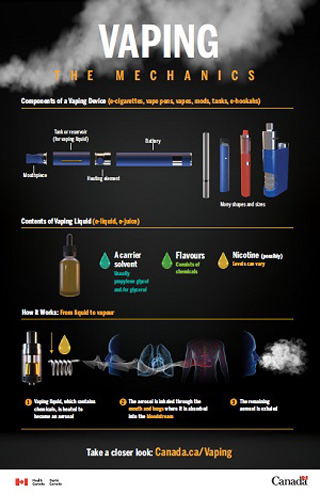 VAPING
THE MECHANICS
Components of a Vaping Device (e-cigarettes, vape pens, vapes, mods, tanks, e-hookahs)
Tank or reservoir
(for vaping liquid)
Battery
Mouthpiece
Heating element
Many shapes and sizes
Contents of Vaping Liquid (e-liquid, e-juice)
A carrier
solvent
Usually
propylene glycol
and/or glycerol
Flavours
Consists of
chemicals
Nicotine (possibly)
Levels can vary
How it Works: From liquid to vapour
1 Vaping liquid, which contains
chemicals, is heated to
become an aerosol
2 The aerosol is inhaled through the
mouth and lungs where it is absorbed
into the bloodstream
3 The remaining
aerosol is exhaled
Take a closer look: Canada.ca/Vaping
Health
Canada
Santé
Canada
Canada